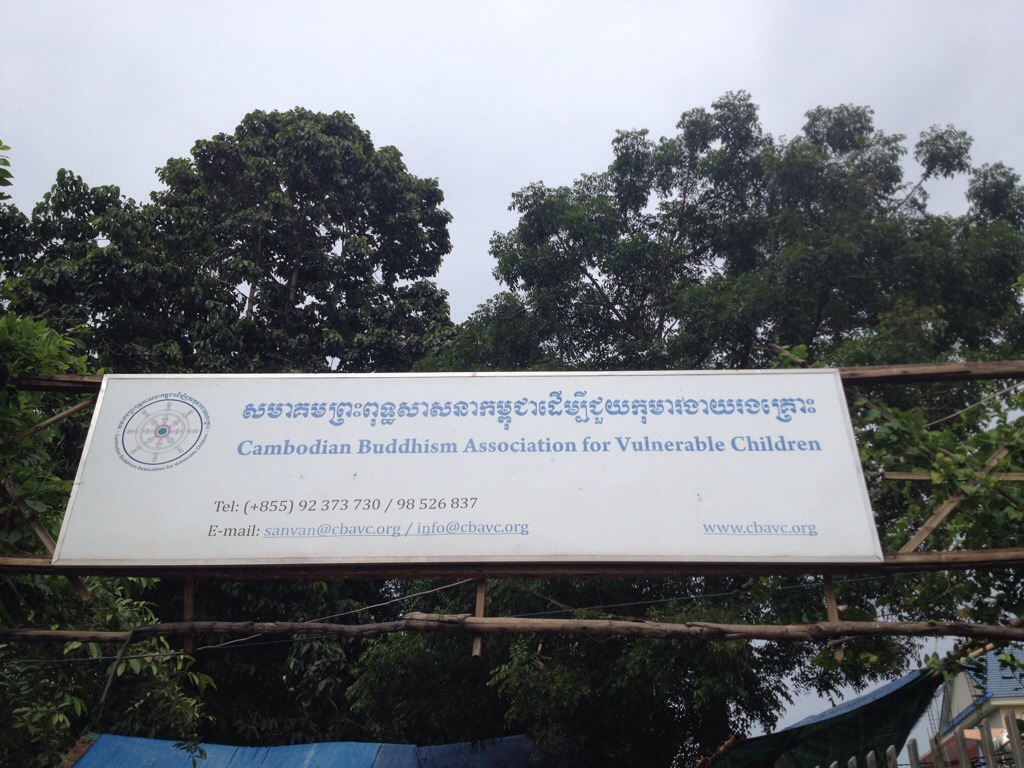 សមាគមព្រះពុទ្ធសាសនាកម្ពុជាដើម្បីជួយកុមារងាយរងគ្រោះ
Cambodian Buddhism Association for Vulnerable Children
Tel: (+855) 92 373 730 / 98 526 837
E-mail: sanvan@cbavc.org / info@cbavc.org
www.cbavc.org